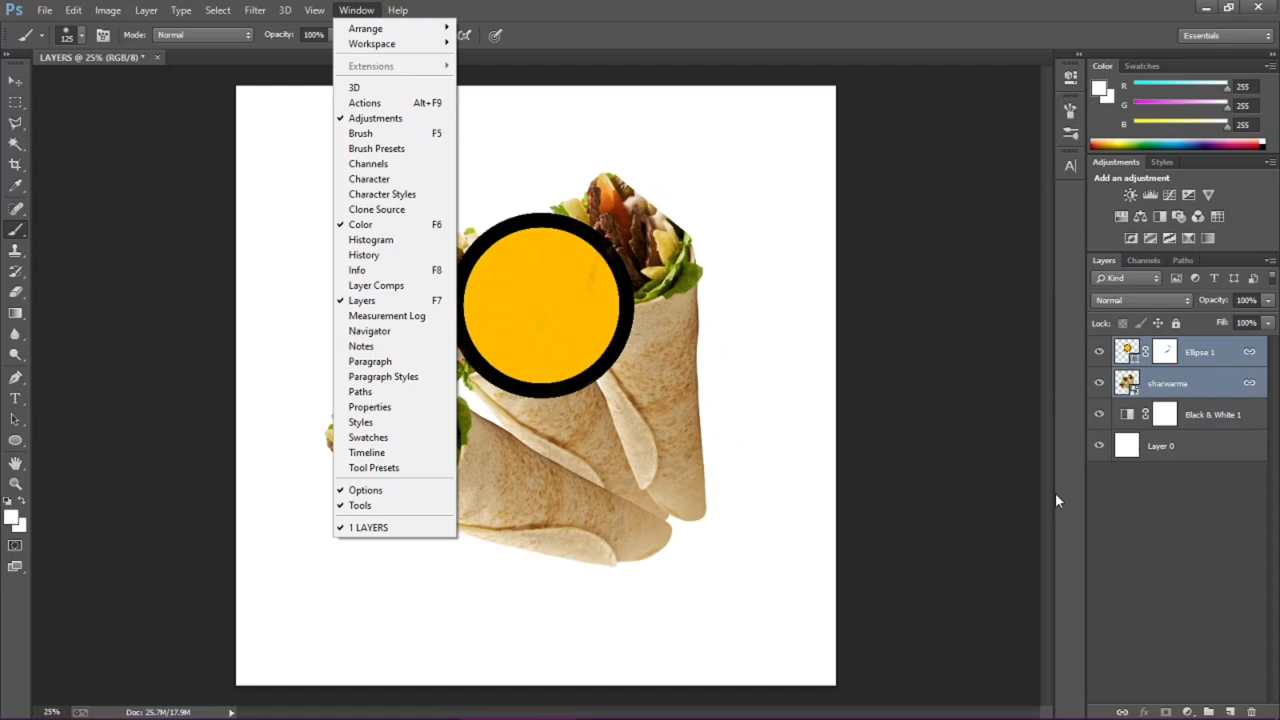 Ps File Edit Image Layer Type Select Filter 3D View Window Help
125 Mode: Normal Opacity: 100% Essentials
LAYERS @ 25% (RGB/8) * ×
Arrange
Workspace
Extensions
3D
Actions Alt+F9
Adjustments
Brush F5
Brush Presets
Channels
Character
Character Styles
Clone Source
Color F6
Histogram
History
Info F8
Layer Comps
Layers F7
Measurement Log
Navigator
Notes
Paragraph
Paragraph Styles
Paths
Properties
Styles
Swatches
Timeline
Tool Presets
Options
Tools
1 LAYERS
Color Swatches
R 255
G 255
B 255
Adjustments Styles
Add an adjustment
Layers Channels Paths
Kind
Normal Opacity: 100%
Lock: Fill: 100%
Ellipse 1
sharwarma
Black & White 1
Layer 0
25% Doc: 25.7M/17.9M